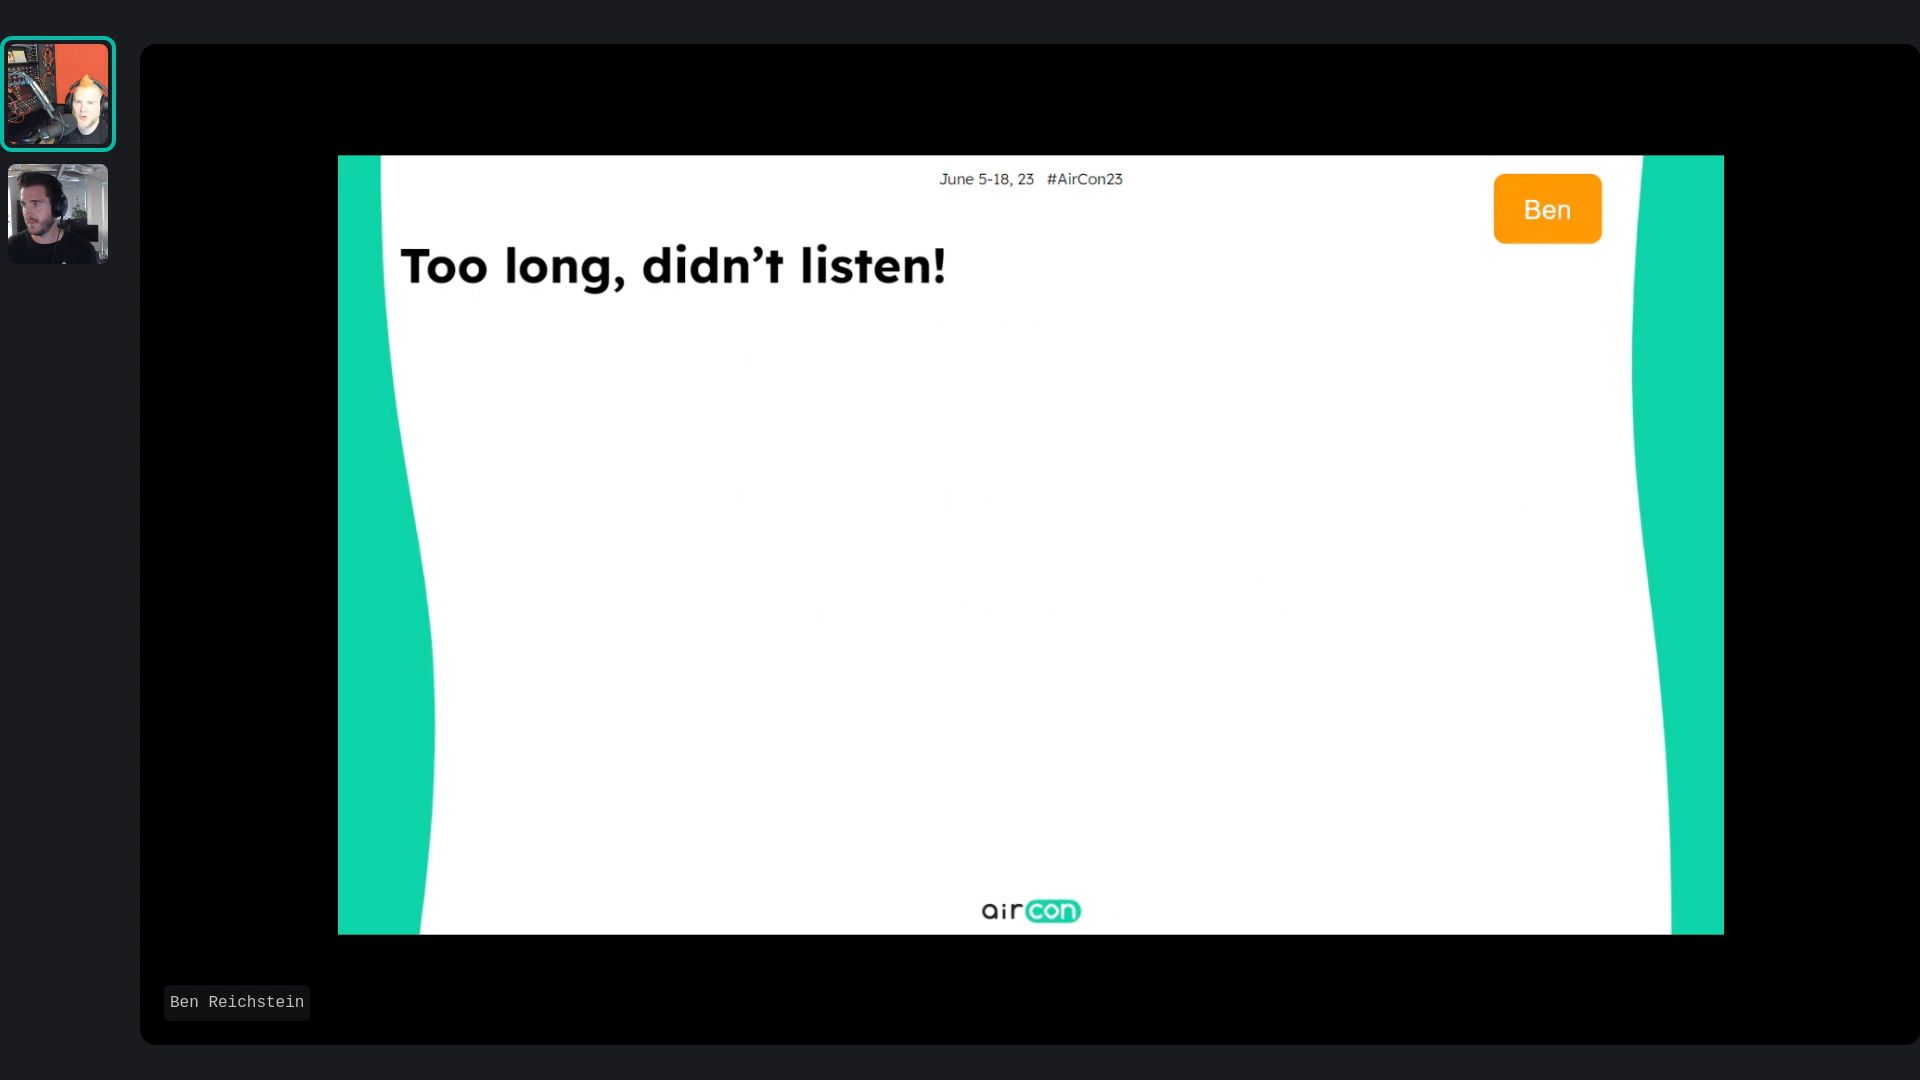 June 5-18, 23 #AirCon23
Ben
Too long, didn’t listen!
aircon
Ben Reichstein